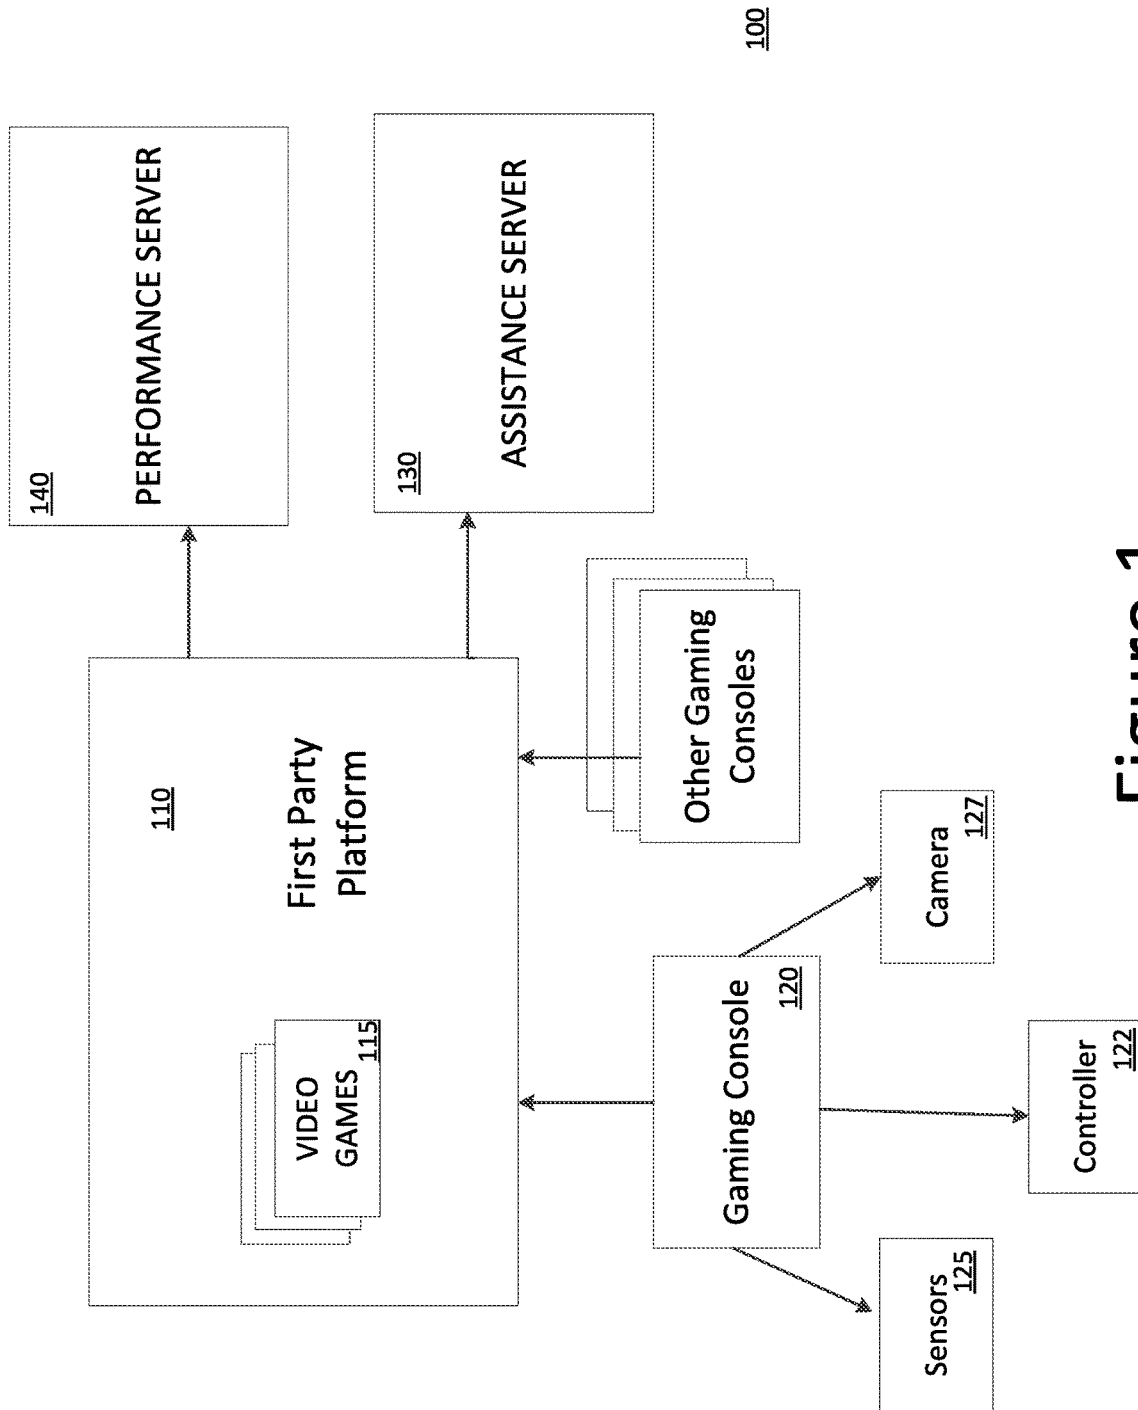 100
140
PERFORMANCE SERVER
130
ASSISTANCE SERVER
110
First Party
Platform
VIDEO
GAMES
115
Other Gaming
Consoles
Gaming Console
120
Camera
127
Controller
122
Sensors
125
Figure 1